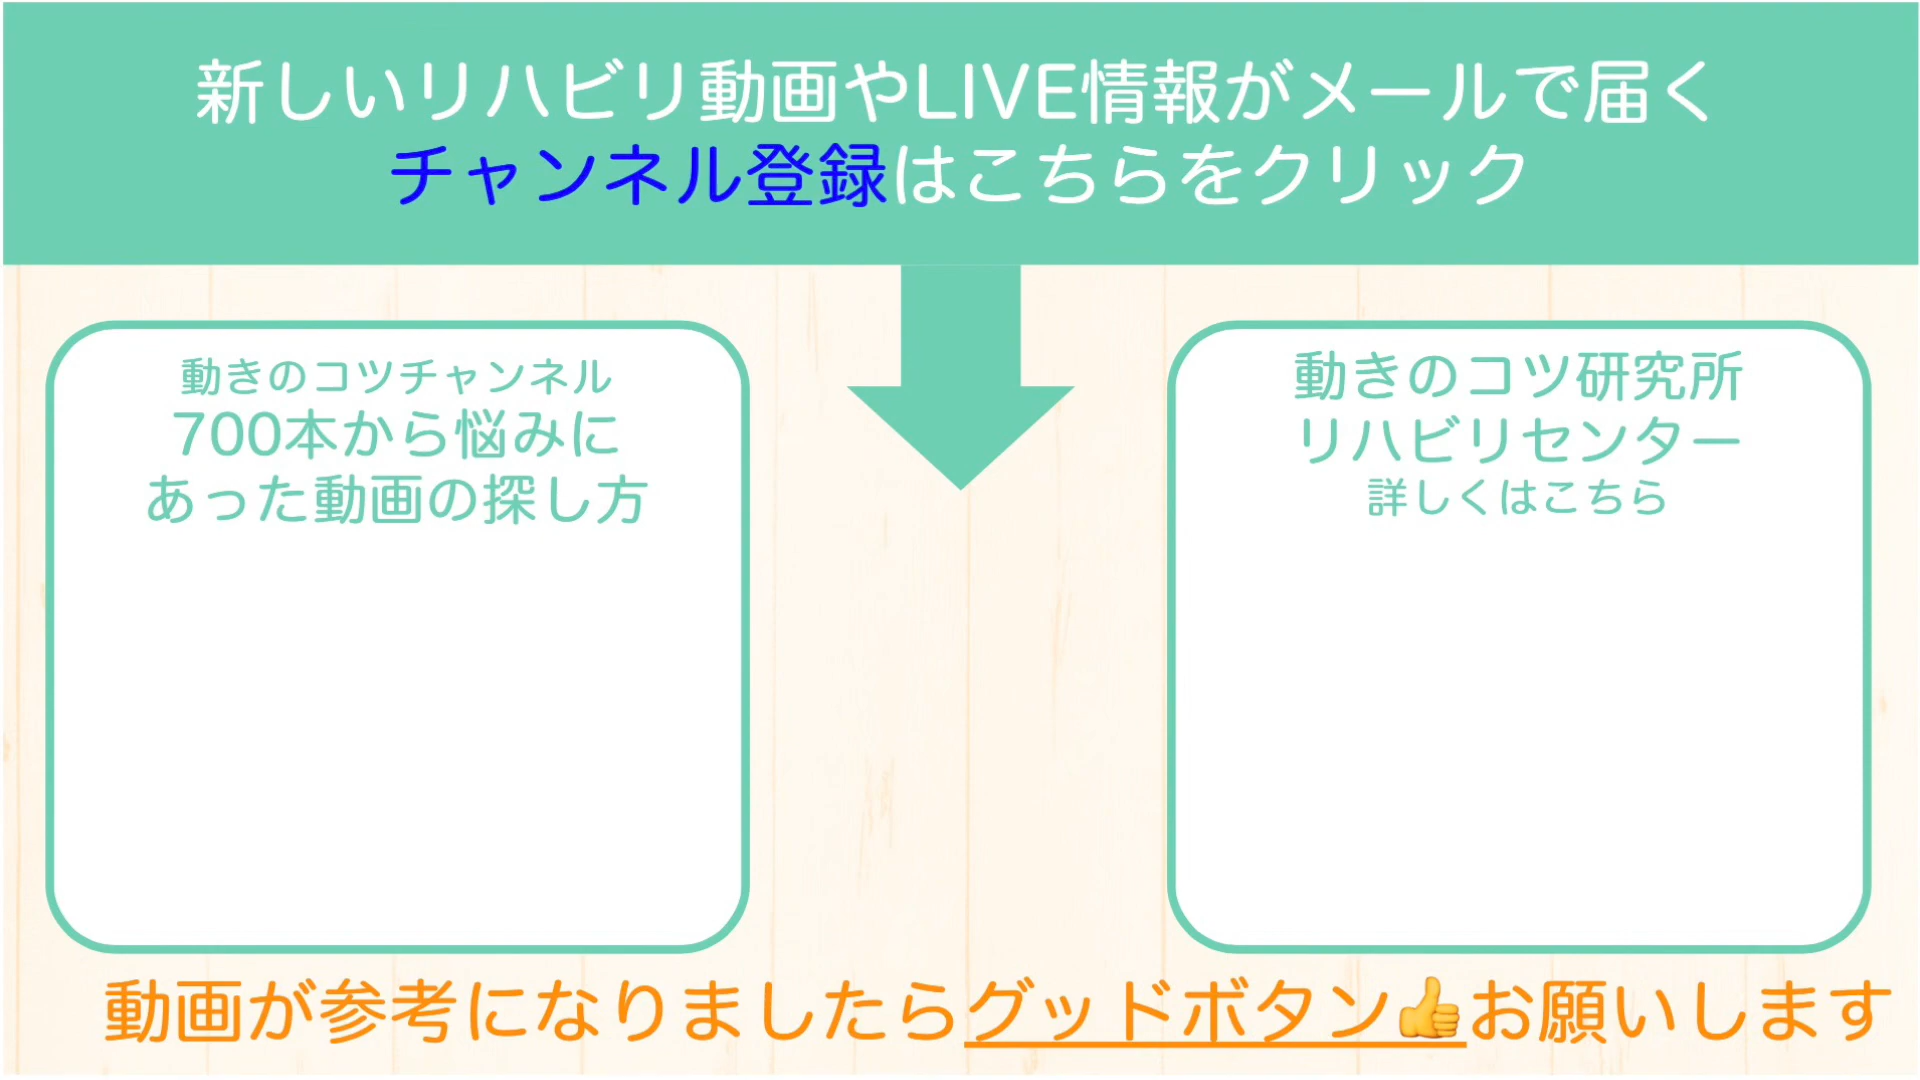 新しいリハビリ動画やLIVE情報がメールで届く
チャンネル登録はこちらをクリック
動きのコツチャンネル
700本から悩みに
あった動画の探し方
動きのコツ研究所
リハビリセンター
詳しくはこちら
動画が参考になりましたらグッドボタン👍お願いします